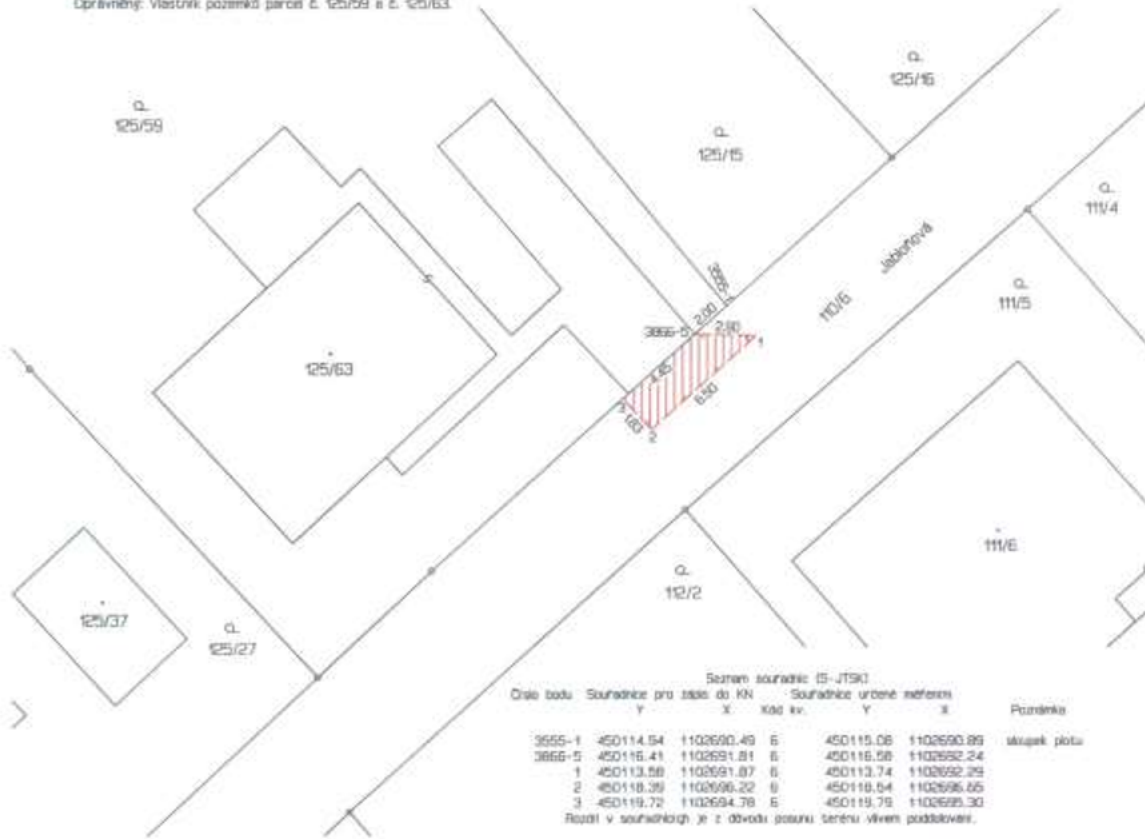 Oprávněný: Vlastník pozemků parcel č. 125/59 a č. 125/63.
125/16
125/59
125/15
111/4
Jabloňová
111/5
110/6
3555-1
2.00
3866-5
2.90
1
125/63
4.45
6.50
3
1.83
2
111/6
112/2
125/37
125/27
Seznam souřadnic (S-JTSK)
Číslo bodu Souřadnice pro zápis do KN Souřadnice určené měřením
Y X Kód kv. Y X Poznámka
3555-1 450114.54 1102690.49 6 450115.08 1102690.89 sloupek plotu
3866-5 450116.41 1102691.81 6 450116.58 1102692.24
1 450113.58 1102691.87 6 450113.74 1102692.29
2 450118.39 1102696.22 6 450118.54 1102696.65
3 450119.72 1102694.78 6 450119.79 1102695.30
Rozdíl v souřadnicích je z důvodu posunu terénu vlivem poddolování.